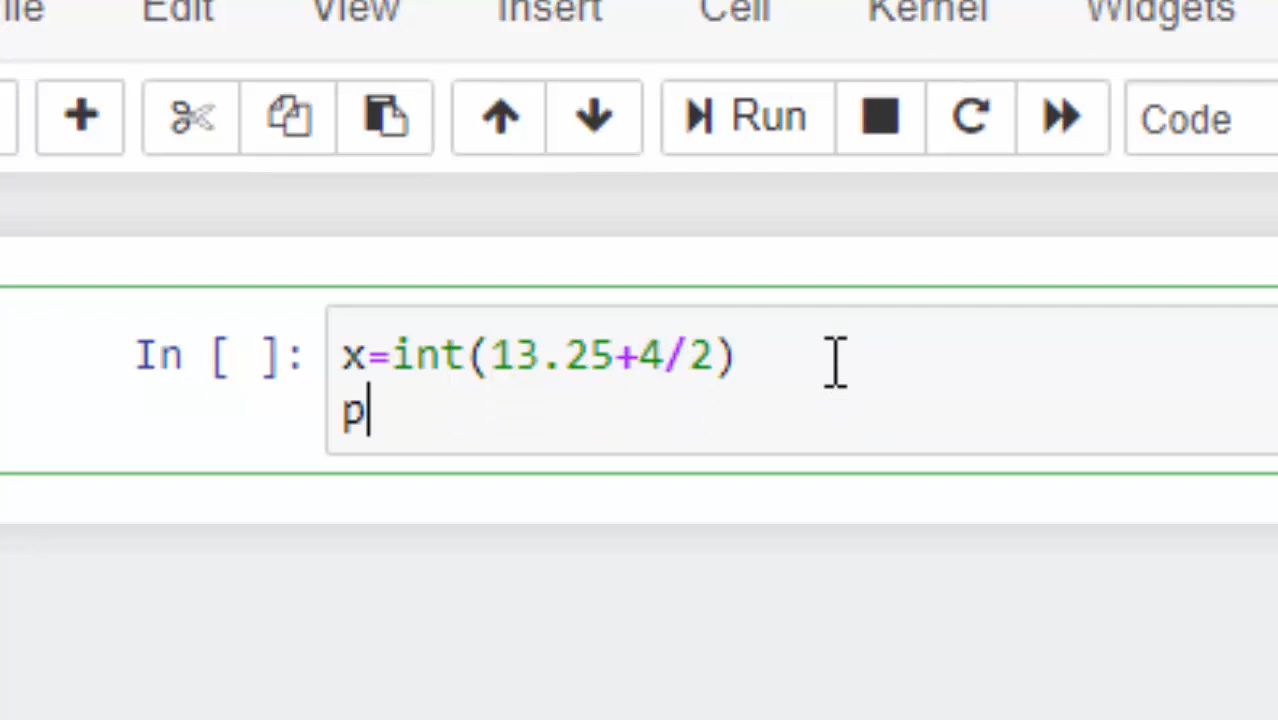 ile Edit View Insert Cell Kernel Widgets
Run Code
In [ ]: x=int(13.25+4/2)
p